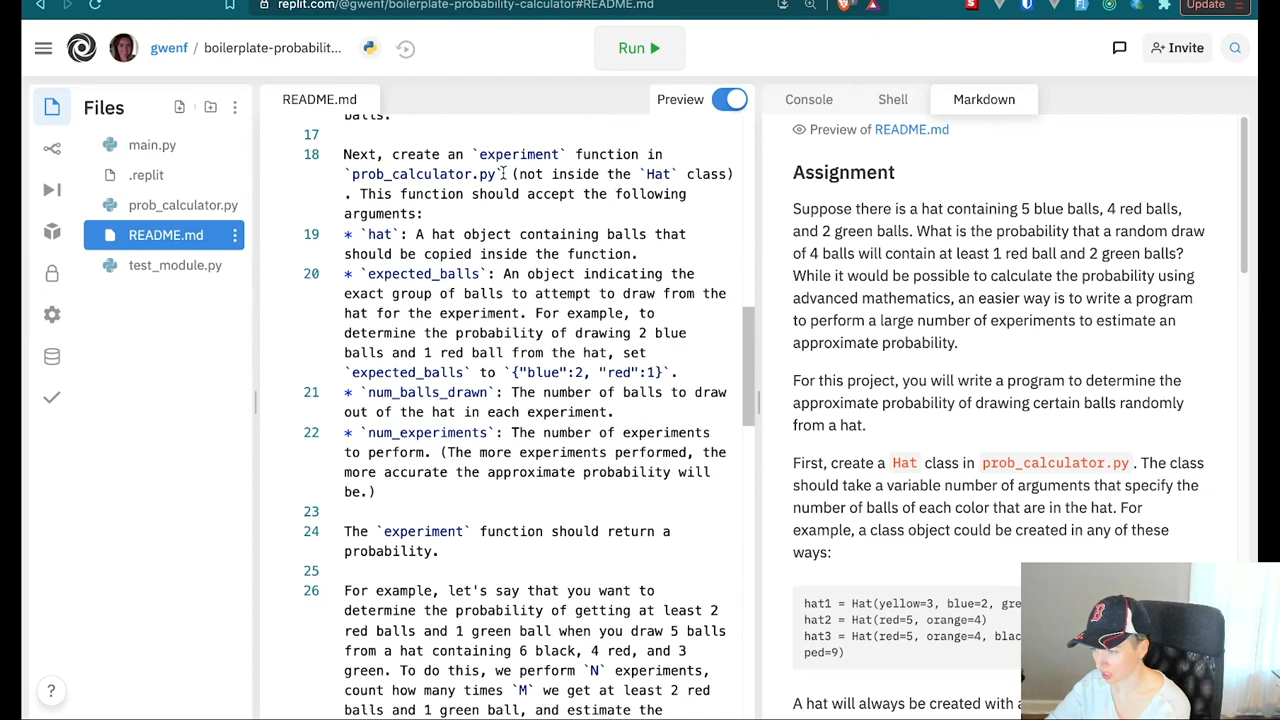 replit.com/@gwenf/boilerplate-probability-calculator#README.md
Update
gwenf / boilerplate-probabilit...
Run
Invite
Files
main.py
.replit
prob_calculator.py
README.md
test_module.py
README.md
Preview
balls.
17
18 Next, create an `experiment` function in
`prob_calculator.py` (not inside the `Hat` class)
. This function should accept the following
arguments:
19 * `hat`: A hat object containing balls that
should be copied inside the function.
20 * `expected_balls`: An object indicating the
exact group of balls to attempt to draw from the
hat for the experiment. For example, to
determine the probability of drawing 2 blue
balls and 1 red ball from the hat, set
`expected_balls` to `{"blue":2, "red":1}`.
21 * `num_balls_drawn`: The number of balls to draw
out of the hat in each experiment.
22 * `num_experiments`: The number of experiments
to perform. (The more experiments performed, the
more accurate the approximate probability will
be.)
23
24 The `experiment` function should return a
probability.
25
26 For example, let's say that you want to
determine the probability of getting at least 2
red balls and 1 green ball when you draw 5 balls
from a hat containing 6 black, 4 red, and 3
green. To do this, we perform `N` experiments,
count how many times `M` we get at least 2 red
balls and 1 green ball, and estimate the
Console
Shell
Markdown
Preview of README.md
Assignment
Suppose there is a hat containing 5 blue balls, 4 red balls,
and 2 green balls. What is the probability that a random draw
of 4 balls will contain at least 1 red ball and 2 green balls?
While it would be possible to calculate the probability using
advanced mathematics, an easier way is to write a program
to perform a large number of experiments to estimate an
approximate probability.
For this project, you will write a program to determine the
approximate probability of drawing certain balls randomly
from a hat.
First, create a Hat class in prob_calculator.py. The class
should take a variable number of arguments that specify the
number of balls of each color that are in the hat. For
example, a class object could be created in any of these
ways:
hat1 = Hat(yellow=3, blue=2, gre
hat2 = Hat(red=5, orange=4)
hat3 = Hat(red=5, orange=4, blac
ped=9)
A hat will always be created with
?
B